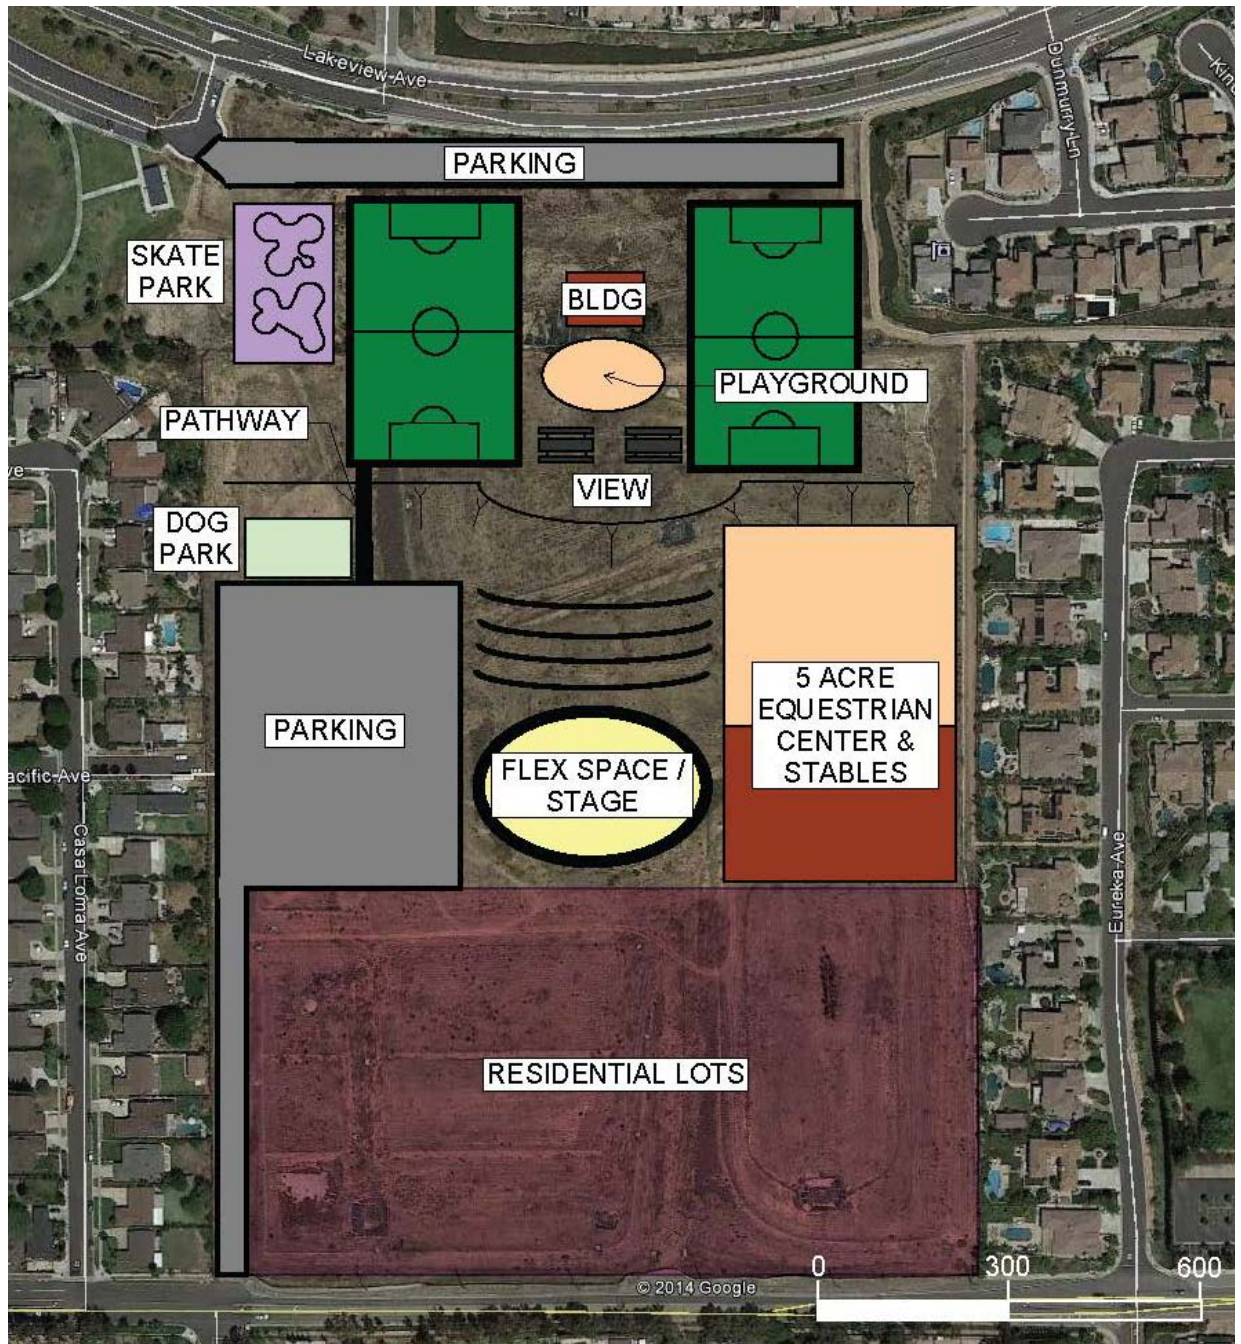 Lakeview Ave
Dunmurry Ln
PARKING
SKATE
PARK
BLDG
PLAYGROUND
PATHWAY
VIEW
DOG
PARK
5 ACRE
EQUESTRIAN
CENTER &
STABLES
PARKING
FLEX SPACE /
STAGE
acific Ave
Casa Loma Ave
Eureka Ave
RESIDENTIAL LOTS
0 300 600
© 2014 Google